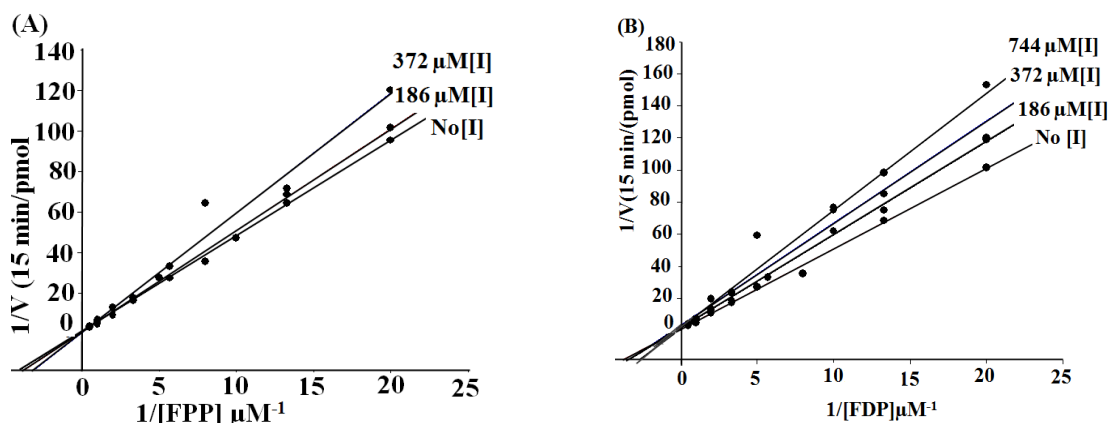 (A)
140
120
100
80
60
40
20
0
1/V (15 min/pmol
372 µM[I]
186 µM[I]
No[I]
0 5 10 15 20 25
1/[FPP] µM-1
(B)
180
160
140
120
100
80
60
40
20
0
1/V(15 min/(pmol)
744 µM[I]
372 µM[I]
186 µM[I]
No [I]
0 5 10 15 20 25
1/[FDP]µM-1